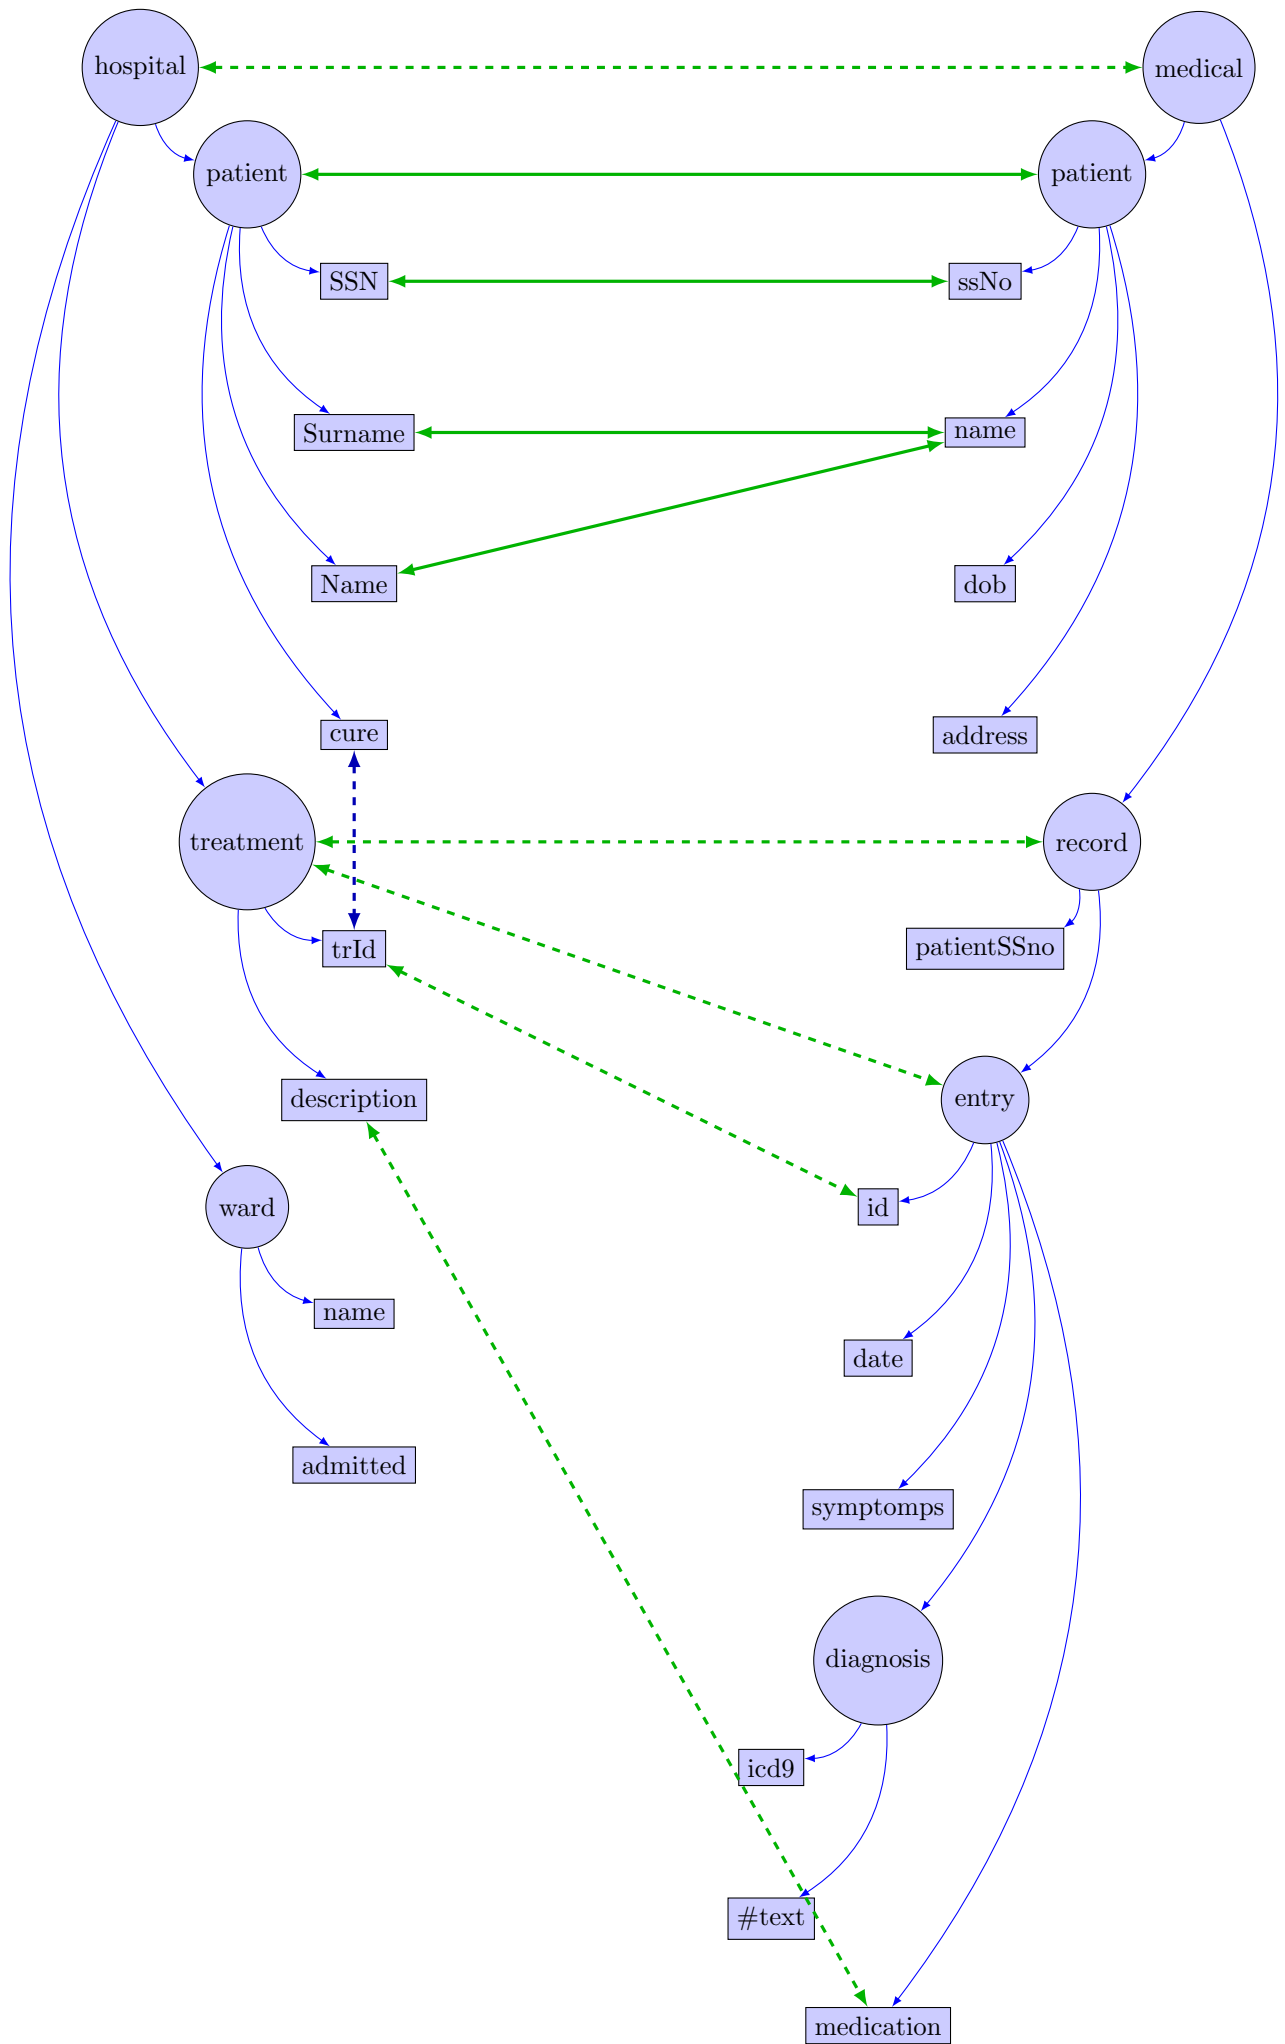 hospital
medical
patient
patient
SSN
ssNo
Surname
name
Name
dob
cure
address
treatment
record
trId
patientSSno
description
entry
ward
id
name
date
admitted
symptomps
diagnosis
icd9
#text
medication